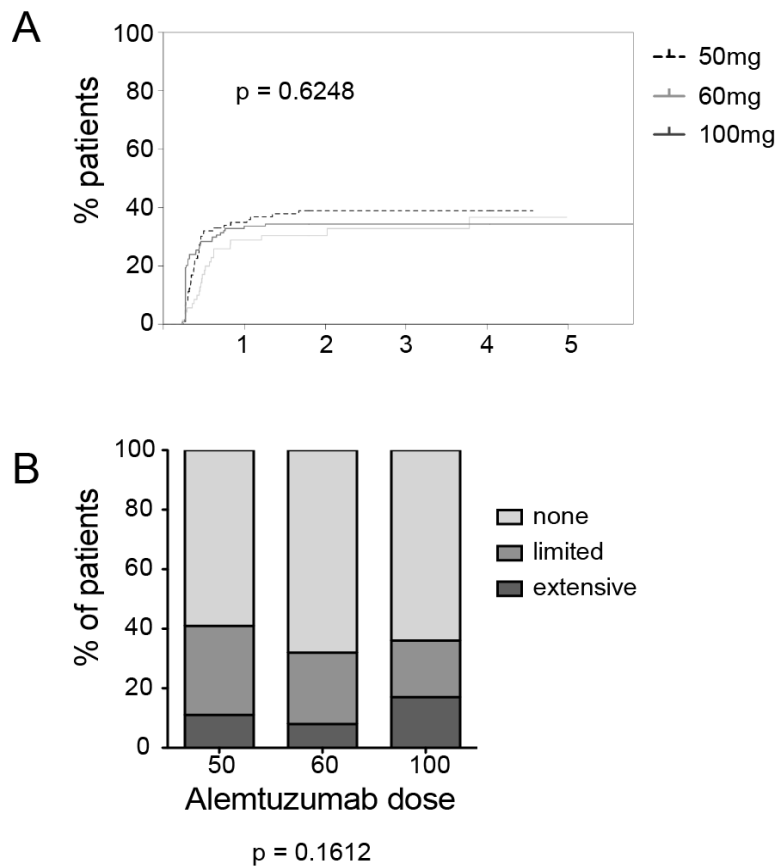 A
% patients
100
80
60
40
20
0
p = 0.6248
1 2 3 4 5
50mg
60mg
100mg
B
% of patients
100
80
60
40
20
0
50 60 100
Alemtuzumab dose
p = 0.1612
none
limited
extensive